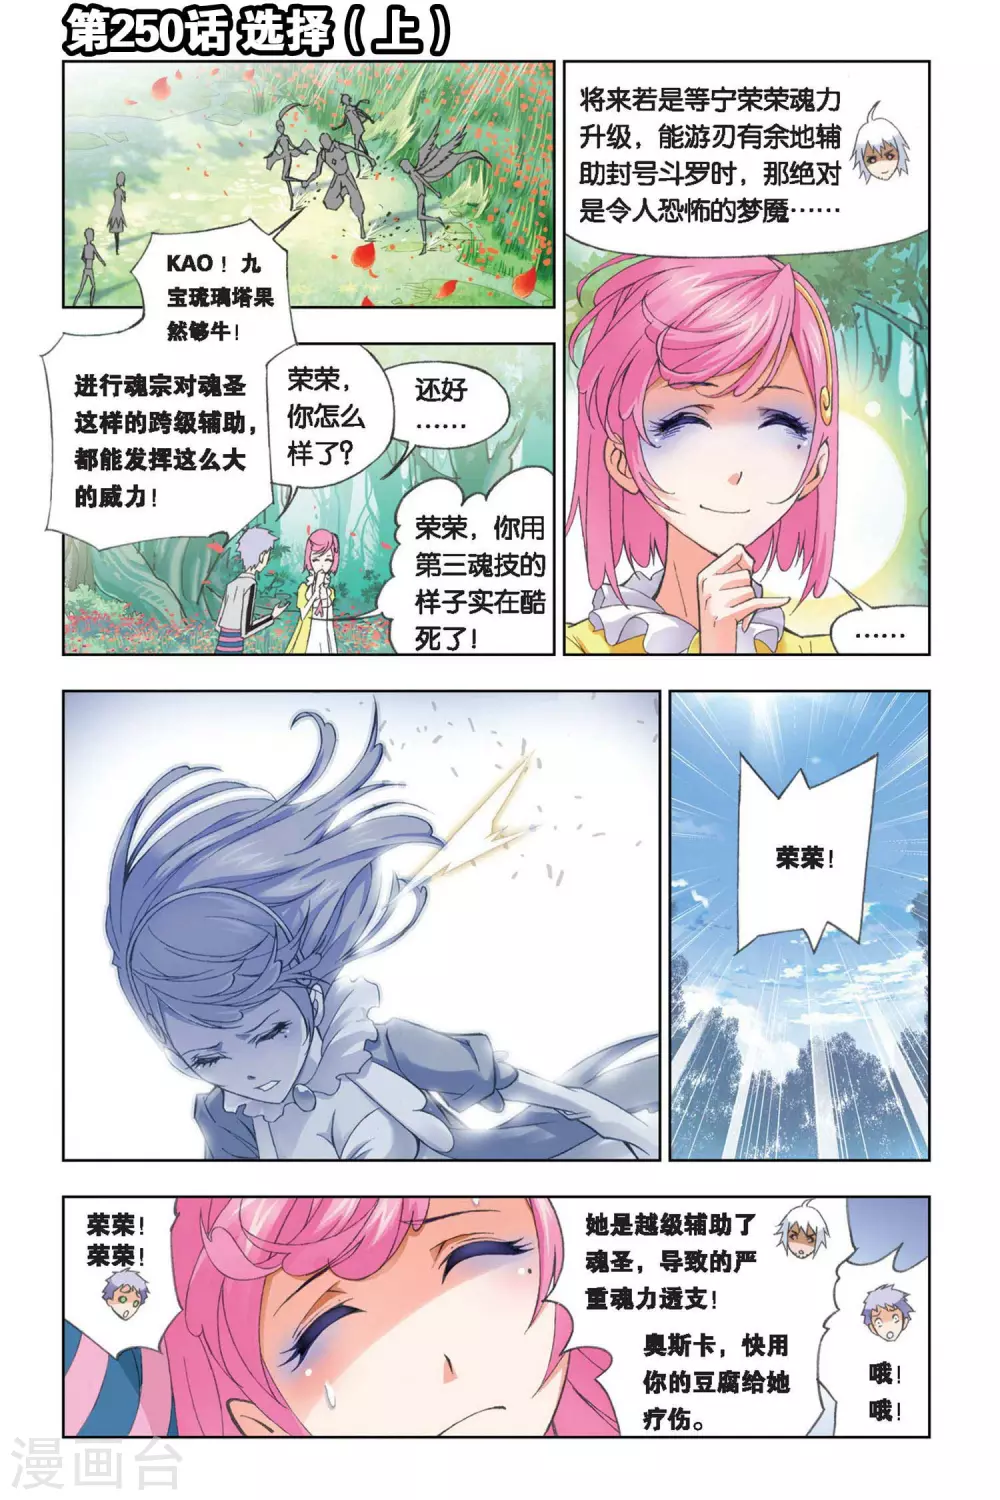 第250话 选择（上）
KAO！九
宝琉璃塔果
然够牛！
进行魂宗对魂圣
这样的跨级辅助，
都能发挥这么大
的威力！
荣荣，
你怎么
样了？
还好
……
荣荣，你用
第三魂技的
样子实在酷
死了！
将来若是等宁荣荣魂力
升级，能游刃有余地辅
助封号斗罗时，那绝对
是令人恐怖的梦魇……
……
荣荣！
荣荣！
荣荣！
她是越级辅助了
魂圣，导致的严
重魂力透支！
奥斯卡，快用
你的豆腐给她
疗伤。
哦！
哦！
漫画台